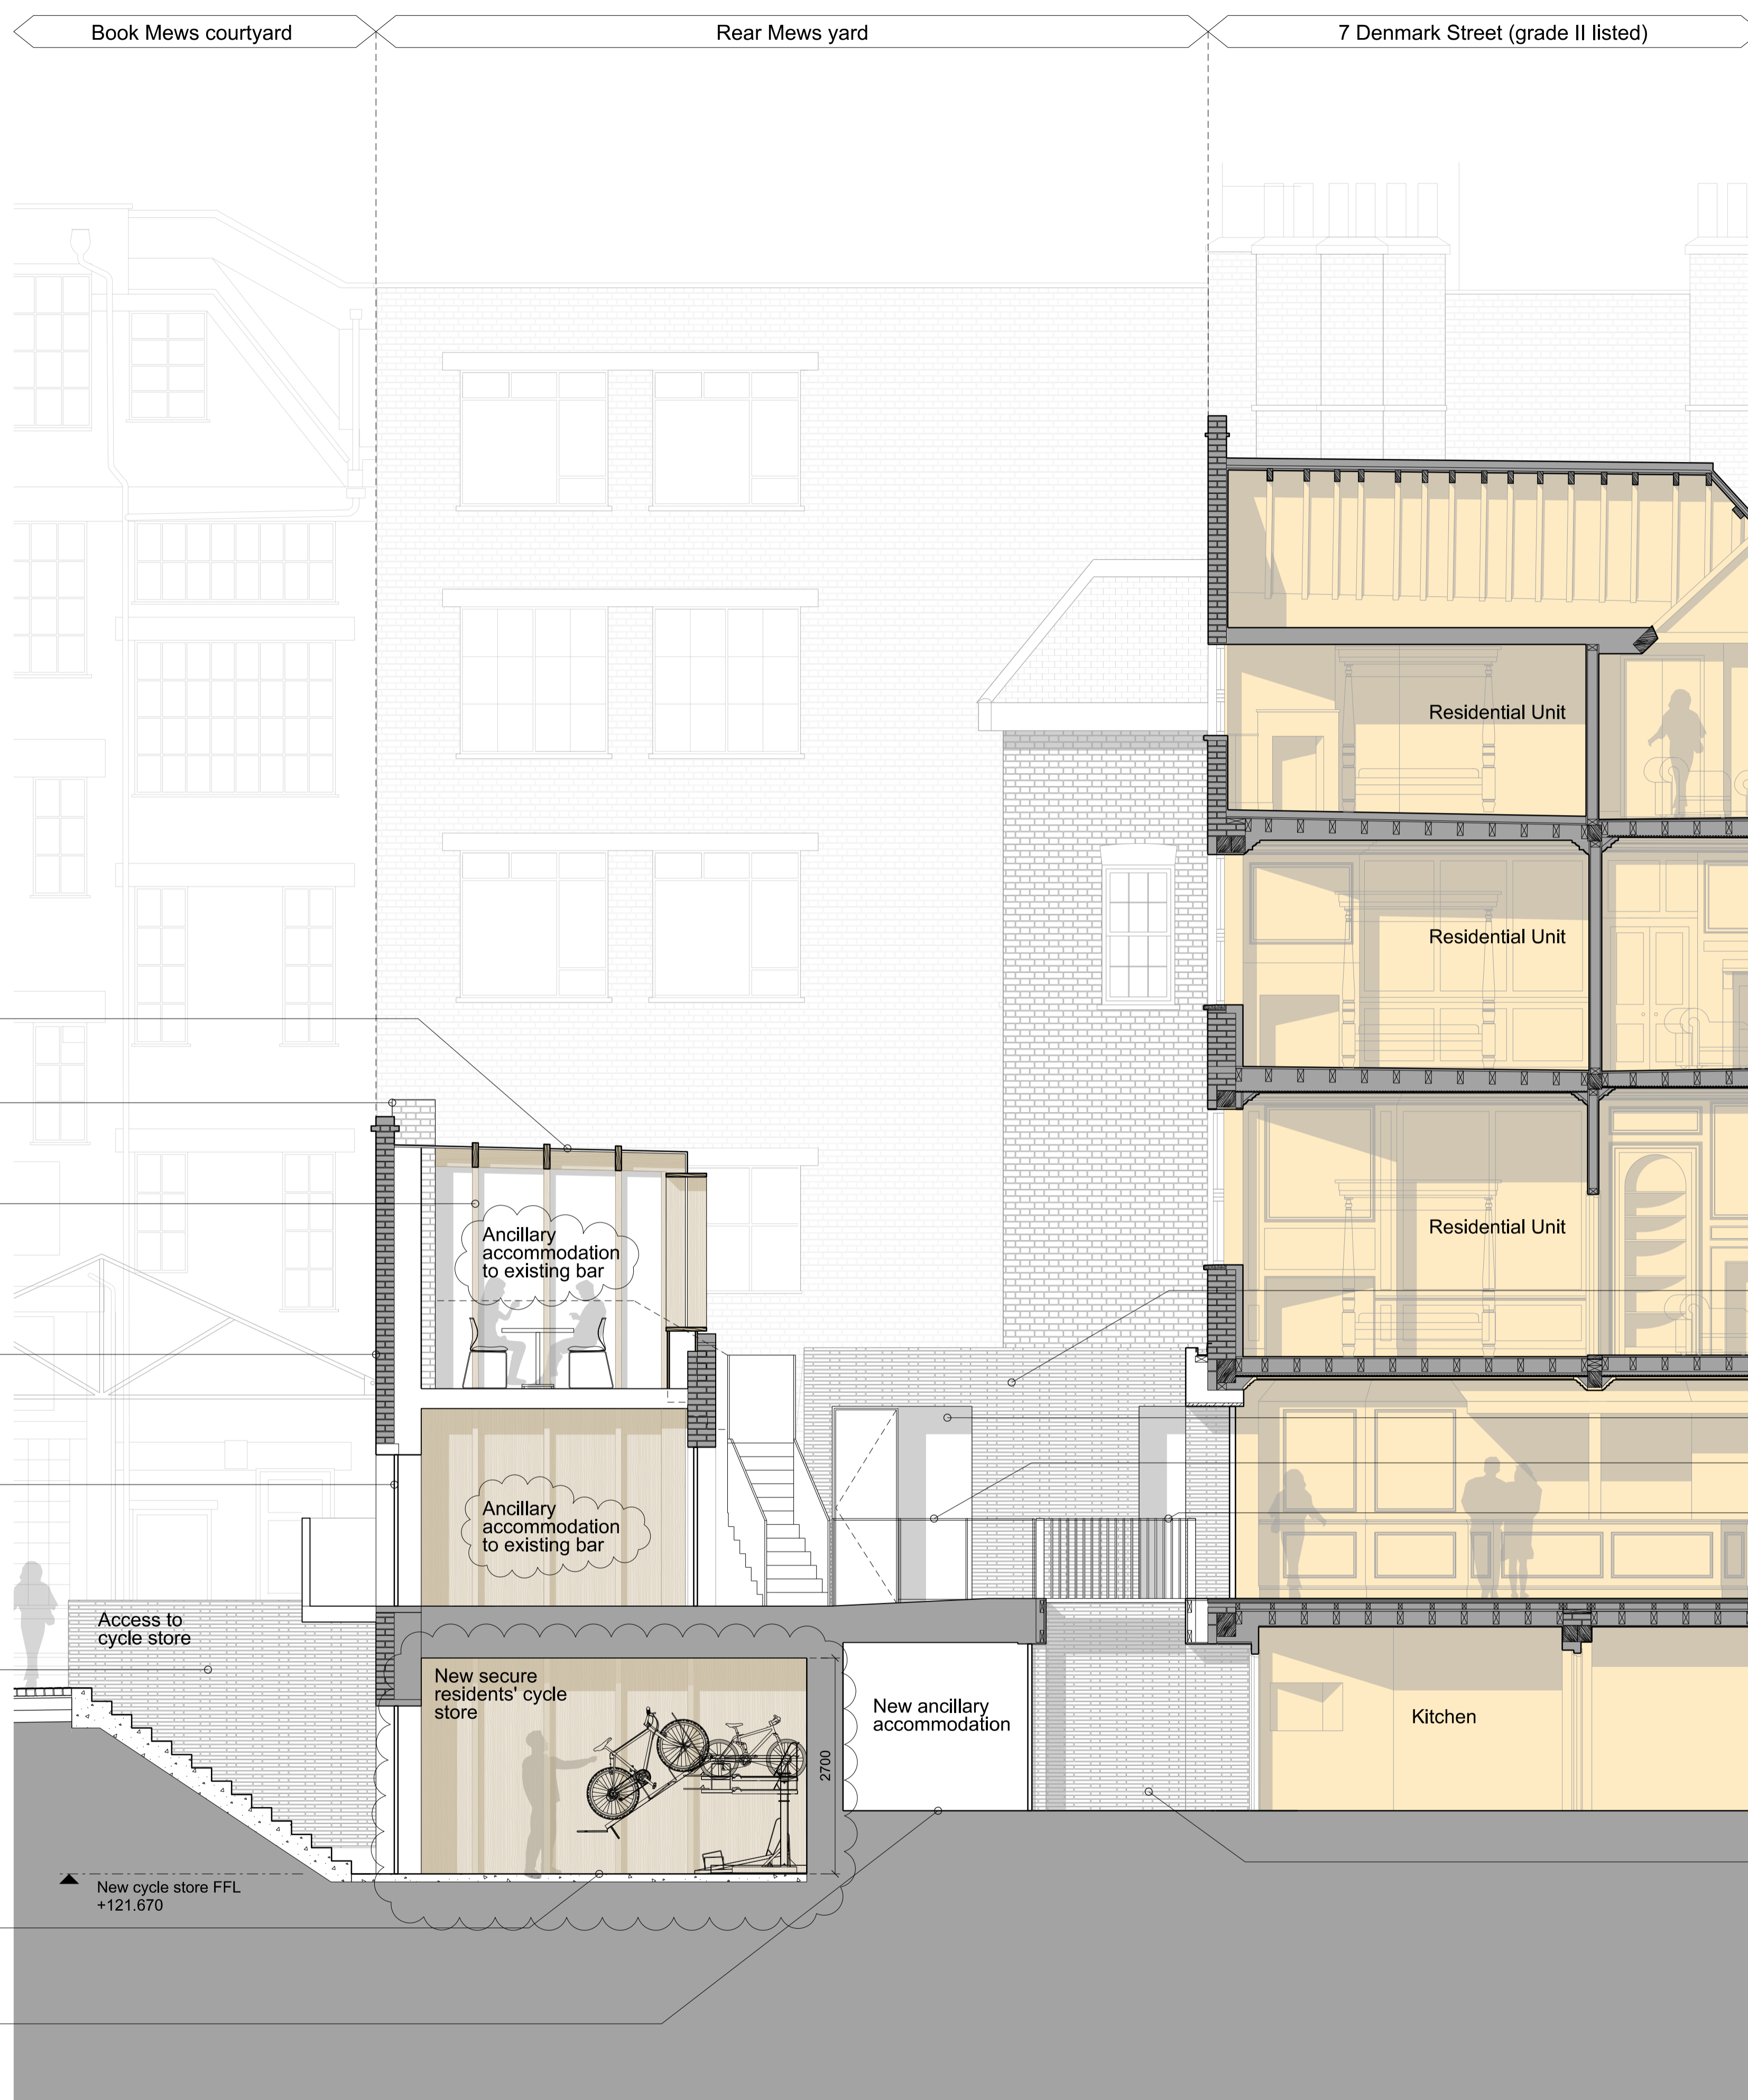 Book Mews courtyard
Rear Mews yard
7 Denmark Street (grade II listed)
Residential Unit
Residential Unit
Residential Unit
Ancillary
accommodation
to existing bar
Ancillary
accommodation
to existing bar
Access to
cycle store
New secure
residents' cycle
store
2700
New ancillary
accommodation
Kitchen
New cycle store FFL
+121.670